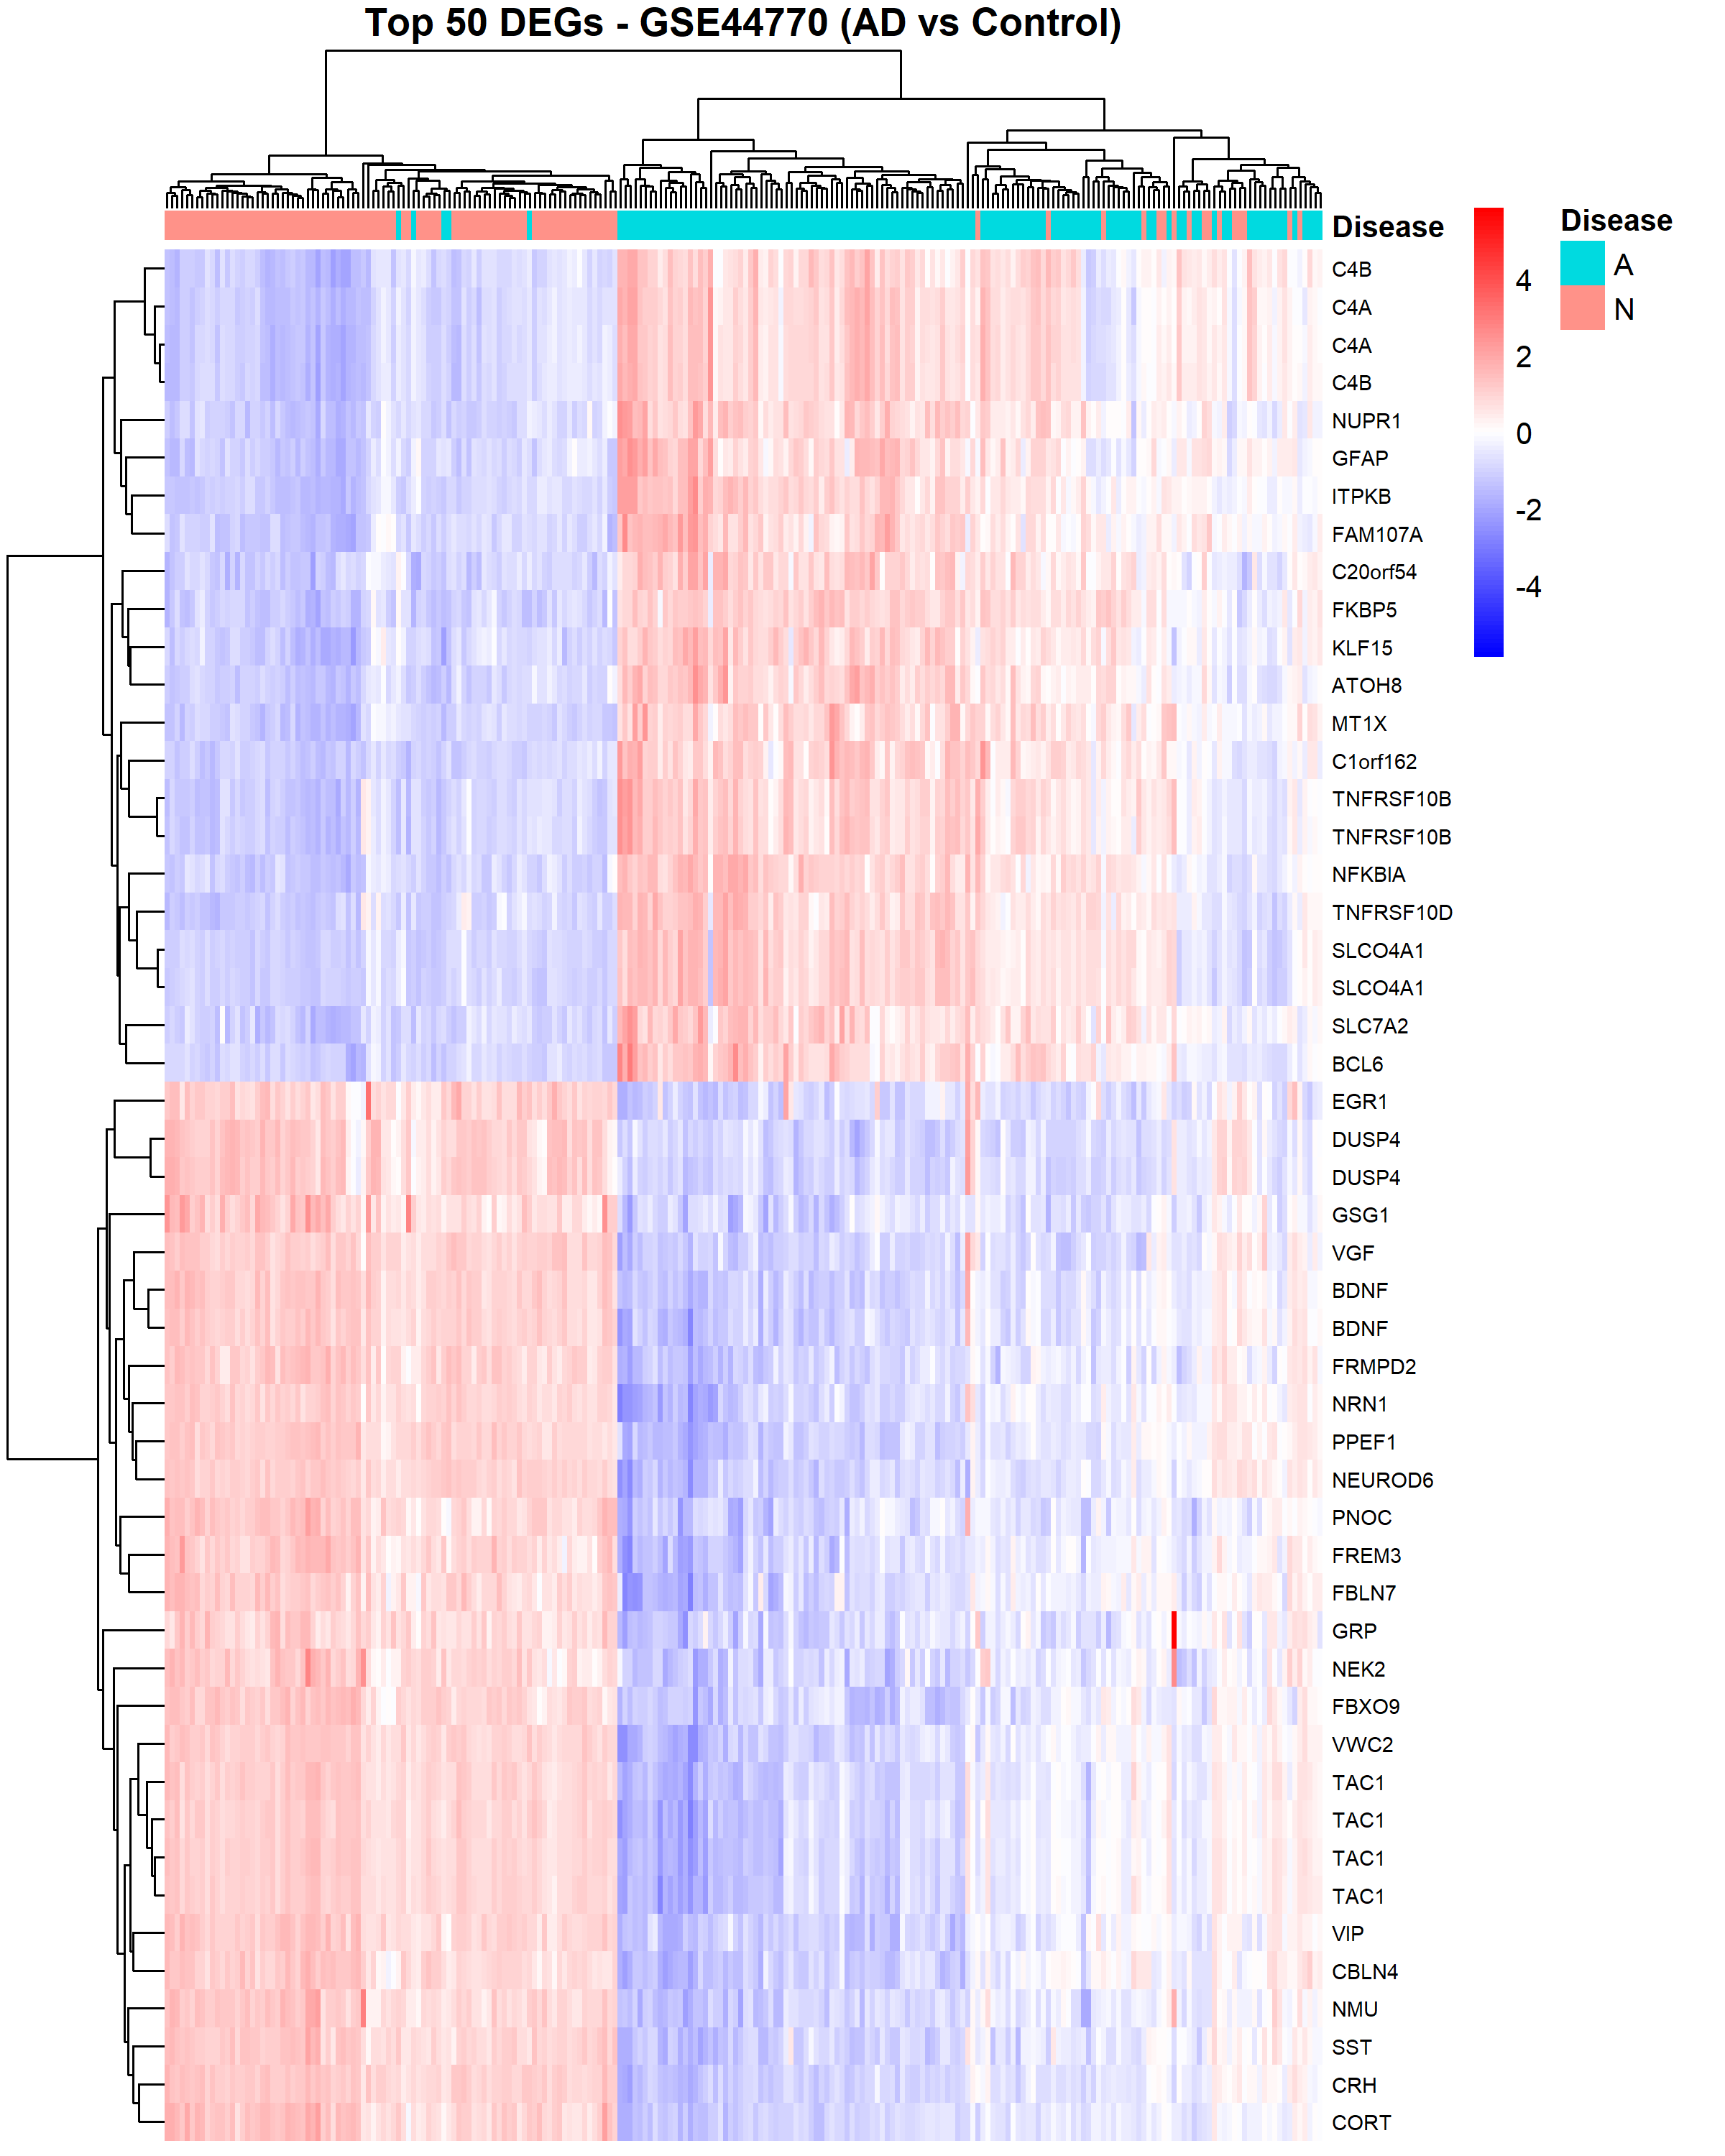 Top 50 DEGs - GSE44770 (AD vs Control)
Disease
Disease
A
N
4
2
0
-2
-4
C4B
C4A
C4A
C4B
NUPR1
GFAP
ITPKB
FAM107A
C20orf54
FKBP5
KLF15
ATOH8
MT1X
C1orf162
TNFRSF10B
TNFRSF10B
NFKBIA
TNFRSF10D
SLCO4A1
SLCO4A1
SLC7A2
BCL6
EGR1
DUSP4
DUSP4
GSG1
VGF
BDNF
BDNF
FRMPD2
NRN1
PPEF1
NEUROD6
PNOC
FREM3
FBLN7
GRP
NEK2
FBXO9
VWC2
TAC1
TAC1
TAC1
TAC1
VIP
CBLN4
NMU
SST
CRH
CORT